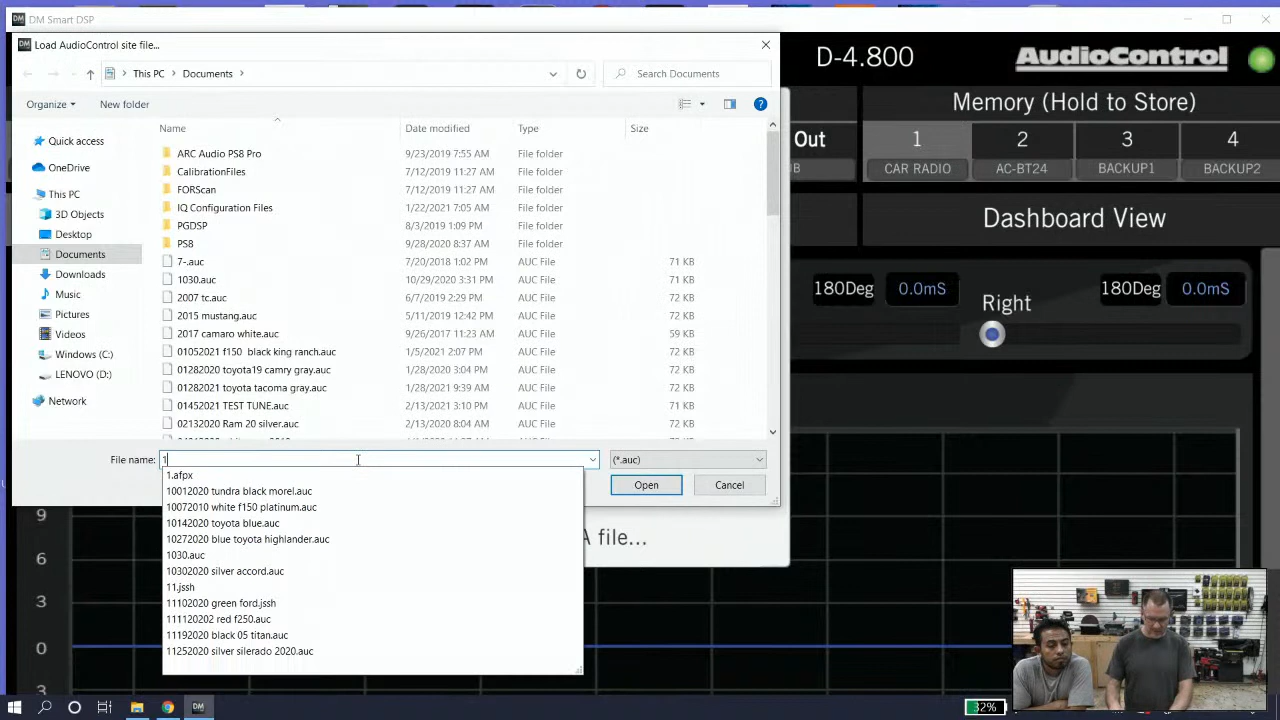 DM Smart DSP
DM Load AudioControl site file...
This PC > Documents >
Search Documents
Organize
New folder
Name Date modified Type Size
Quick access
OneDrive
This PC
3D Objects
Desktop
Documents
Downloads
Music
Pictures
Videos
Windows (C:)
LENOVO (D:)
Network
ARC Audio PS8 Pro 9/23/2019 7:55 AM File folder
CalibrationFiles 7/12/2019 11:27 AM File folder
FORScan 7/12/2019 11:27 AM File folder
IQ Configuration Files 1/22/2021 7:05 AM File folder
PGDSP 8/3/2019 1:09 PM File folder
PS8 9/28/2020 8:37 AM File folder
7-.auc 7/20/2018 1:02 PM AUC File 71 KB
1030.auc 10/29/2020 3:31 PM AUC File 71 KB
2007 tc.auc 6/7/2019 2:29 PM AUC File 72 KB
2015 mustang.auc 5/11/2019 12:42 PM AUC File 72 KB
2017 camaro white.auc 9/26/2017 11:23 AM AUC File 59 KB
01052021 f150 black king ranch.auc 1/5/2021 2:07 PM AUC File 72 KB
01282020 toyota19 camry gray.auc 1/28/2020 3:04 PM AUC File 72 KB
01282021 toyota tacoma gray.auc 1/28/2021 9:39 AM AUC File 72 KB
01452021 TEST TUNE.auc 2/13/2021 3:10 PM AUC File 71 KB
02132020 Ram 20 silver.auc 2/13/2020 8:04 AM AUC File 72 KB
File name: 1
(*.auc)
Open
Cancel
1.afpx
10012020 tundra black morel.auc
10072010 white f150 platinum.auc
10142020 toyota blue.auc
10272020 blue toyota highlander.auc
1030.auc
10302020 silver accord.auc
11.jssh
11102020 green ford.jssh
111120202 red f250.auc
11192020 black 05 titan.auc
11252020 silver silerado 2020.auc
D-4.800
AudioControl
Out
Memory (Hold to Store)
1 2 3 4
CAR RADIO AC-BT24 BACKUP1 BACKUP2
Dashboard View
180Deg 0.0mS
Right
180Deg 0.0mS
A file...
9
6
3
0
3
DM
32%